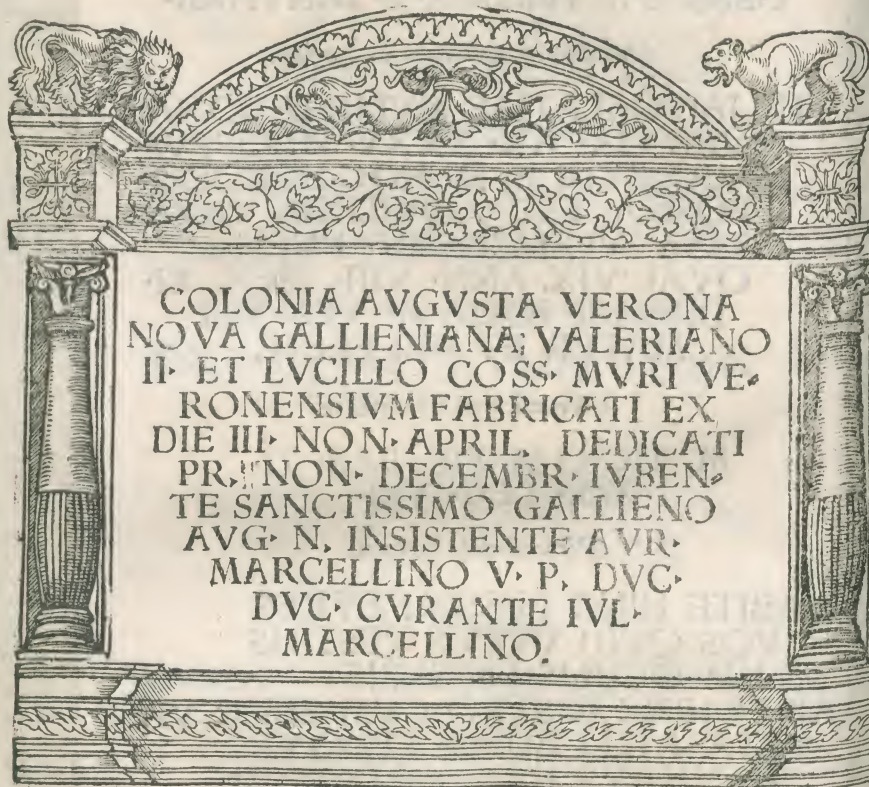 COLONIA AVGVSTA VERONA
NOVA GALLIENIANA; VALERIANO
II· ET LVCILLO COSS· MVRI VE-
RONENSIVM FABRICATI EX
DIE III· NON· APRIL. DEDICATI
PR. NON· DECEMBR· IVBEN-
TE SANCTISSIMO GALLIENO
AVG· N. INSISTENTE AVR·
MARCELLINO V· P. DVC·
DVC· CVRANTE IVL·
MARCELLINO.